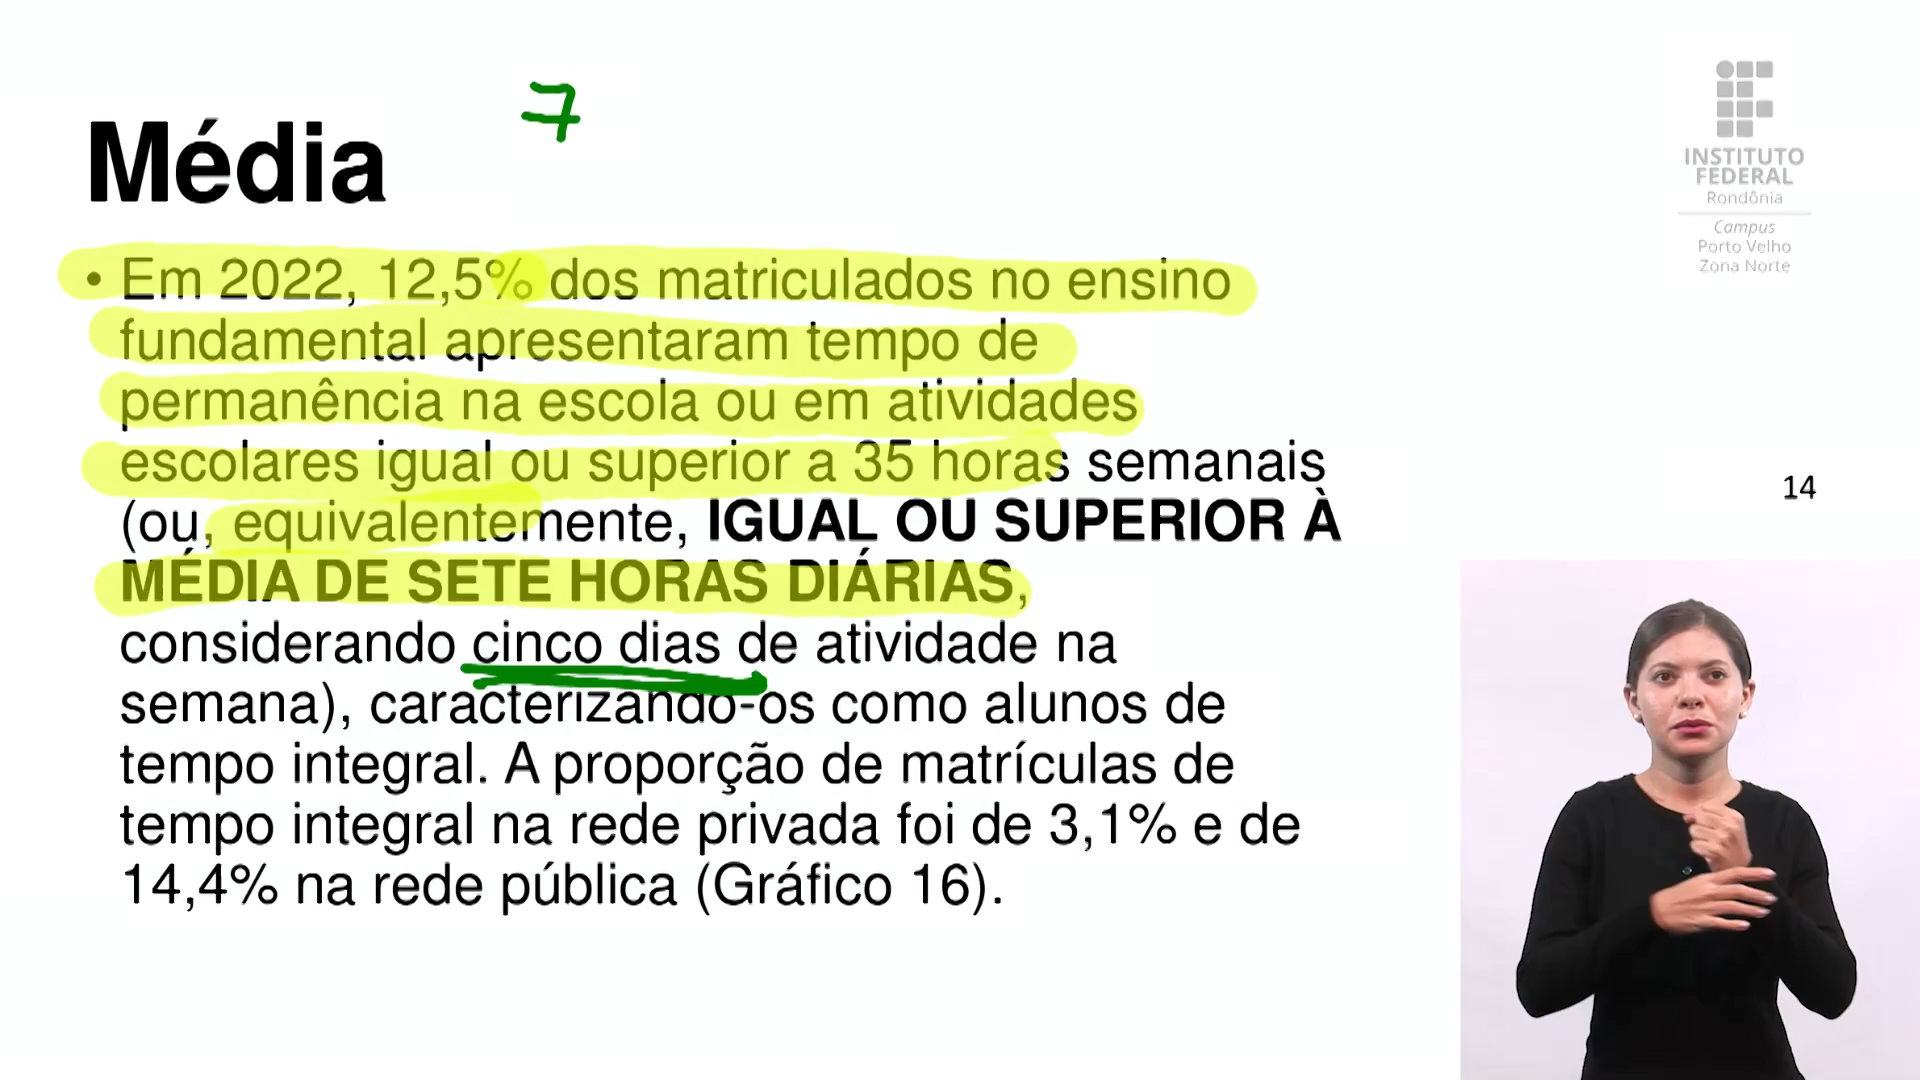 7
Média
• Em 2022, 12,5% dos matriculados no ensino
fundamental apresentaram tempo de
permanência na escola ou em atividades
escolares igual ou superior a 35 horas semanais
(ou, equivalentemente, IGUAL OU SUPERIOR À
MÉDIA DE SETE HORAS DIÁRIAS,
considerando cinco dias de atividade na
semana), caracterizando-os como alunos de
tempo integral. A proporção de matrículas de
tempo integral na rede privada foi de 3,1% e de
14,4% na rede pública (Gráfico 16).
INSTITUTO
FEDERAL
Rondônia
Campus
Porto Velho
Zona Norte
14